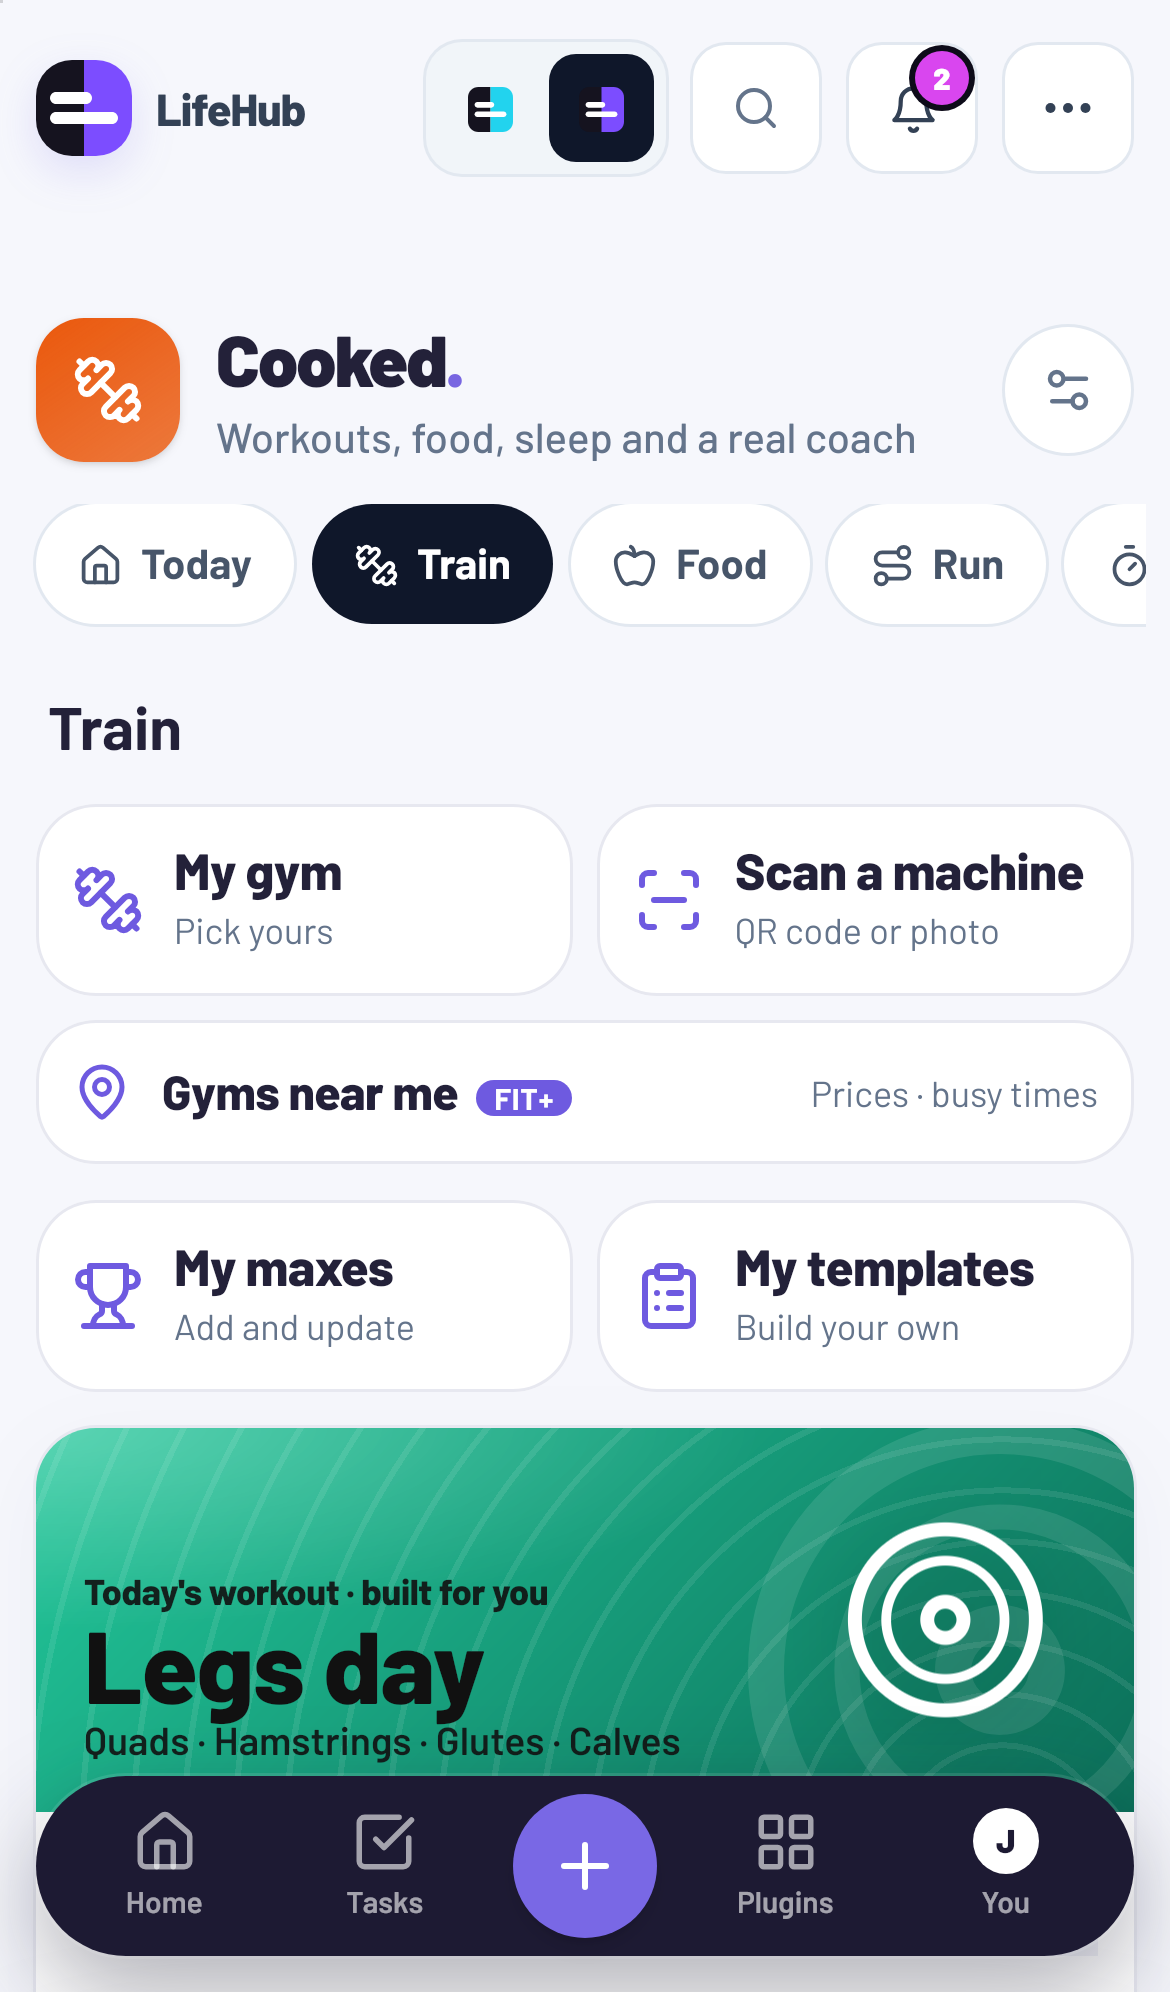 LifeHub
2
Cooked.
Workouts, food, sleep and a real coach
Today
Train
Food
Run
Train
My gym
Pick yours
Scan a machine
QR code or photo
Gyms near me
FIT+
Prices · busy times
My maxes
Add and update
My templates
Build your own
Today's workout · built for you
Legs day
Quads · Hamstrings · Glutes · Calves
Home
Tasks
Plugins
J
You